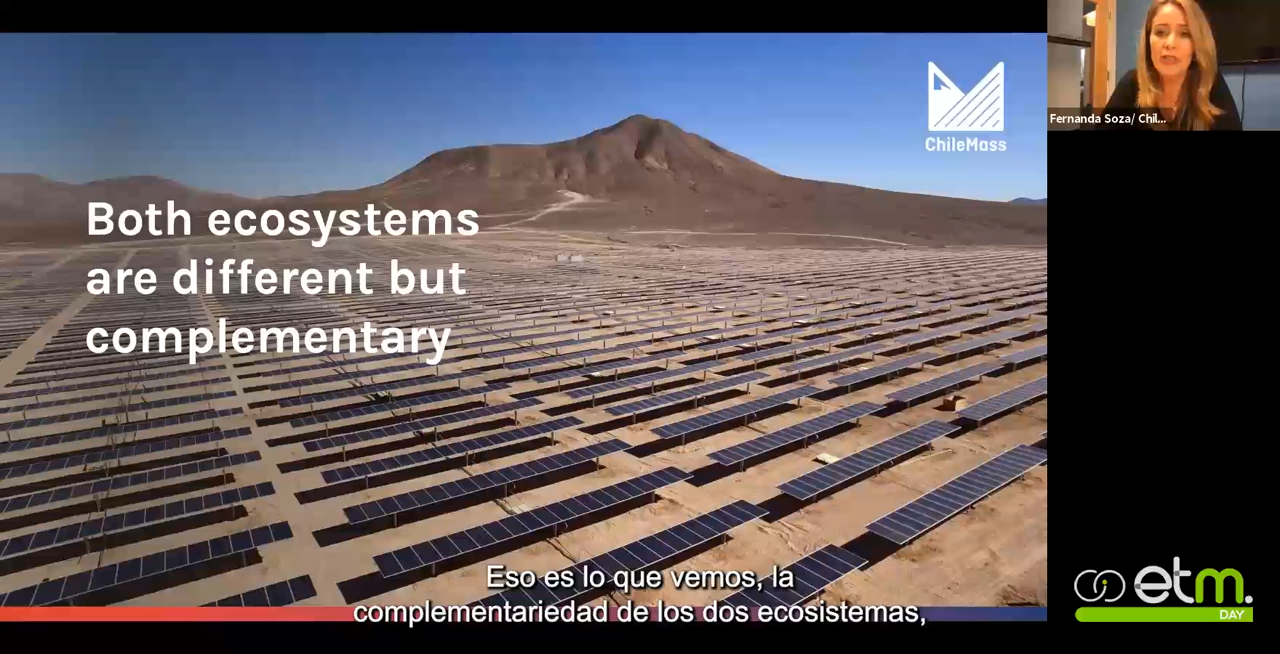 ChileMass
Both ecosystems
are different but
complementary
Fernanda Soza/ Chil...
Eso es lo que vemos, la
complementariedad de los dos ecosistemas,
etm.
DAY